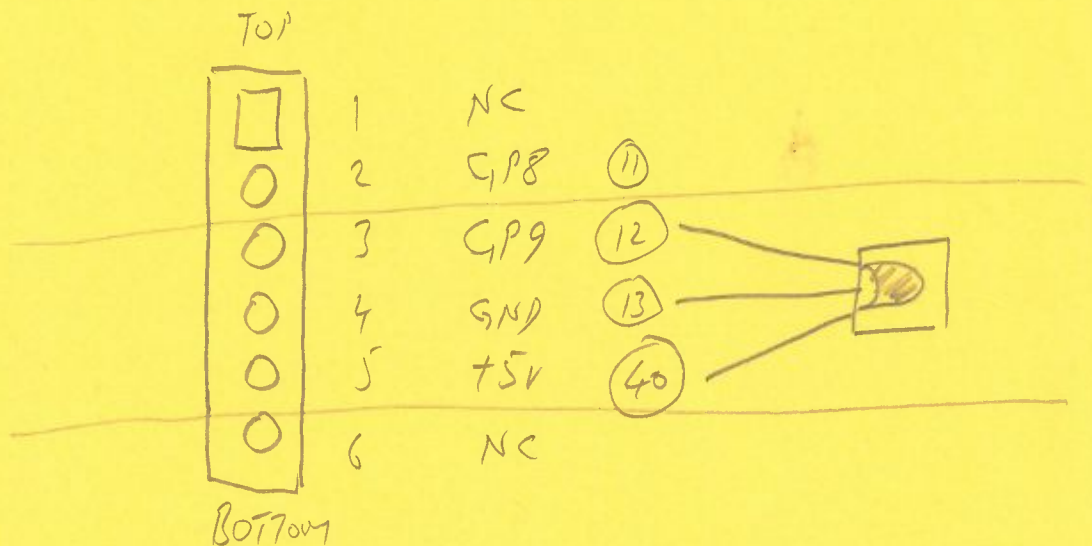 TOP
1 NC
2 GP8 11
3 GP9 12
4 GND 13
5 +5V 40
6 NC
BOTTOM